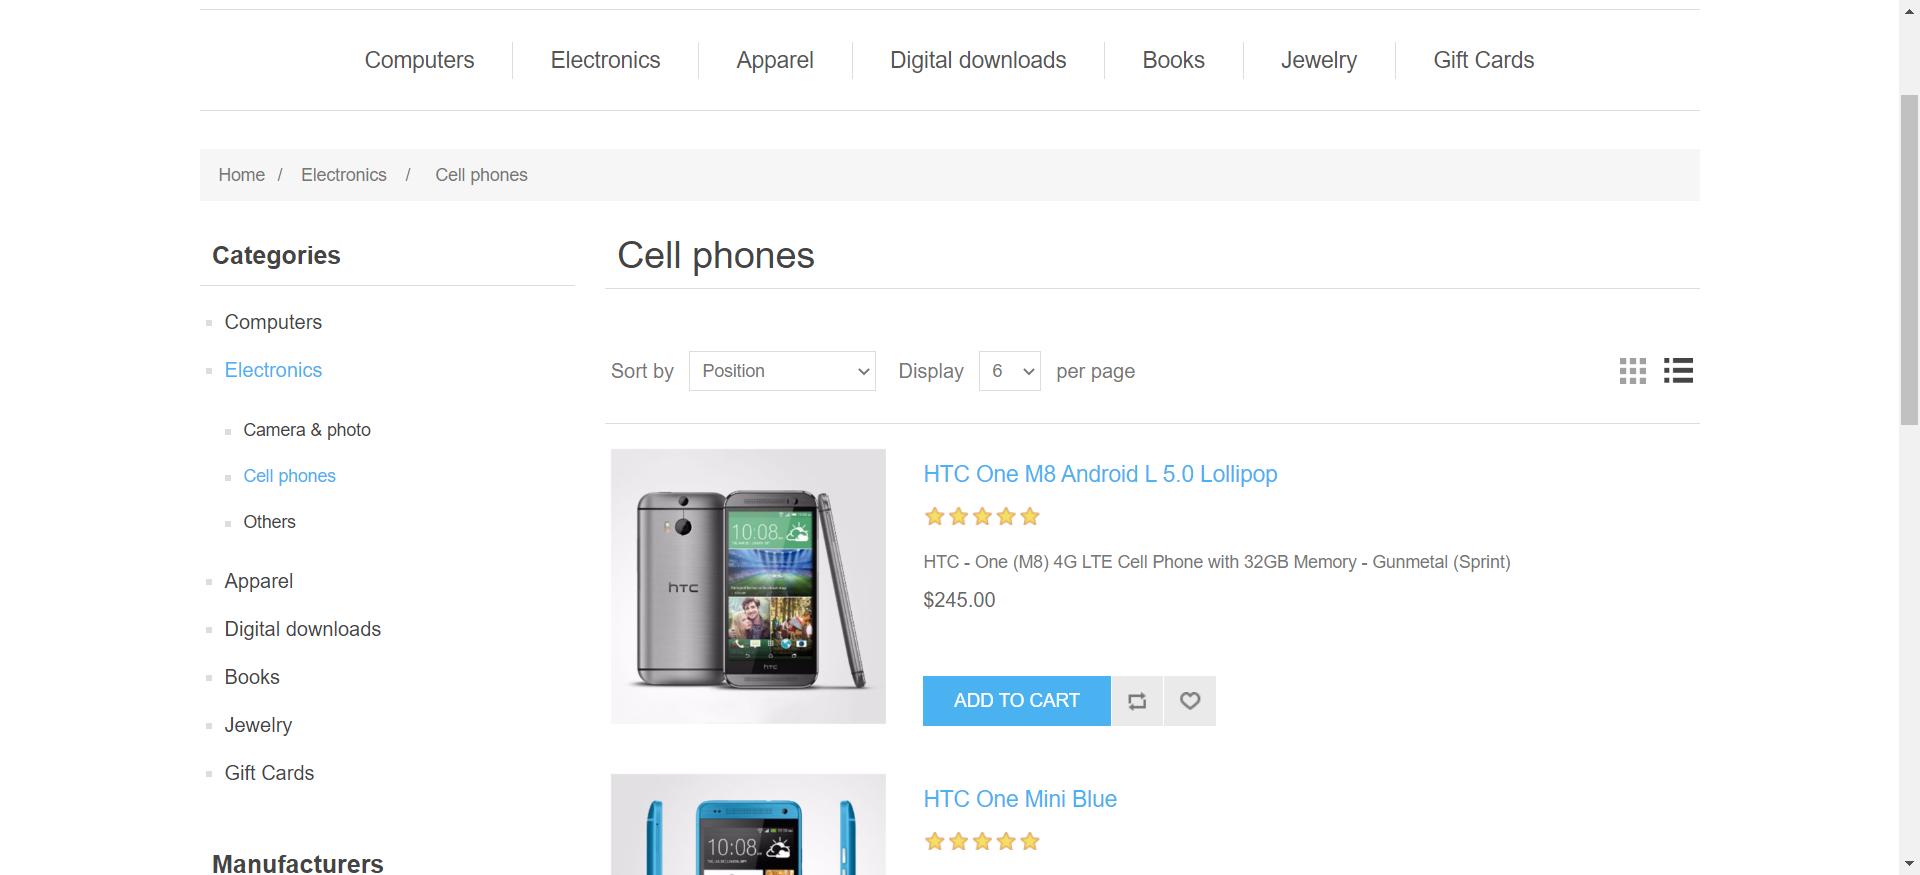 Computers
Electronics
Apparel
Digital downloads
Books
Jewelry
Gift Cards
Home / Electronics / Cell phones
Categories
Computers
Electronics
Camera & photo
Cell phones
Others
Apparel
Digital downloads
Books
Jewelry
Gift Cards
Manufacturers
Cell phones
Sort by Position Display 6 per page
hTC
10:08
hTC
HTC One M8 Android L 5.0 Lollipop
HTC - One (M8) 4G LTE Cell Phone with 32GB Memory - Gunmetal (Sprint)
$245.00
ADD TO CART
10:08
HTC One Mini Blue